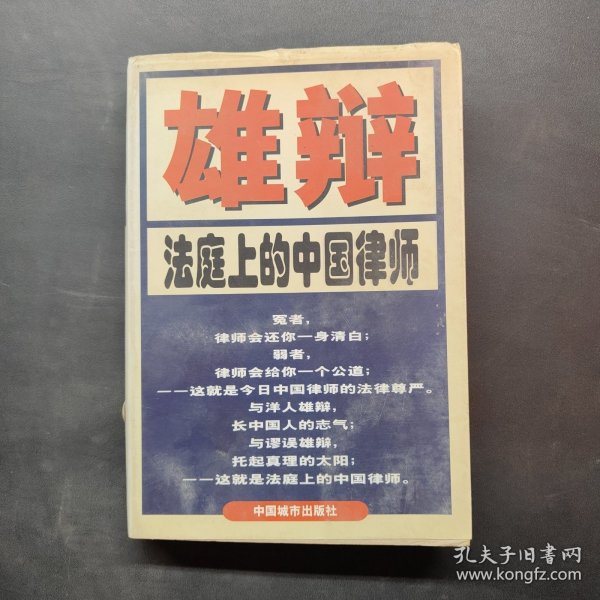 雄辩
法庭上的中国律师
冤者，
律师会还你一身清白；
弱者，
律师会给你一个公道；
——这就是今日中国律师的法律尊严。
与洋人雄辩，
长中国人的志气；
与谬误雄辩，
托起真理的太阳；
——这就是法庭上的中国律师。
中国城市出版社
孔夫子旧书网
www.kongfz.com